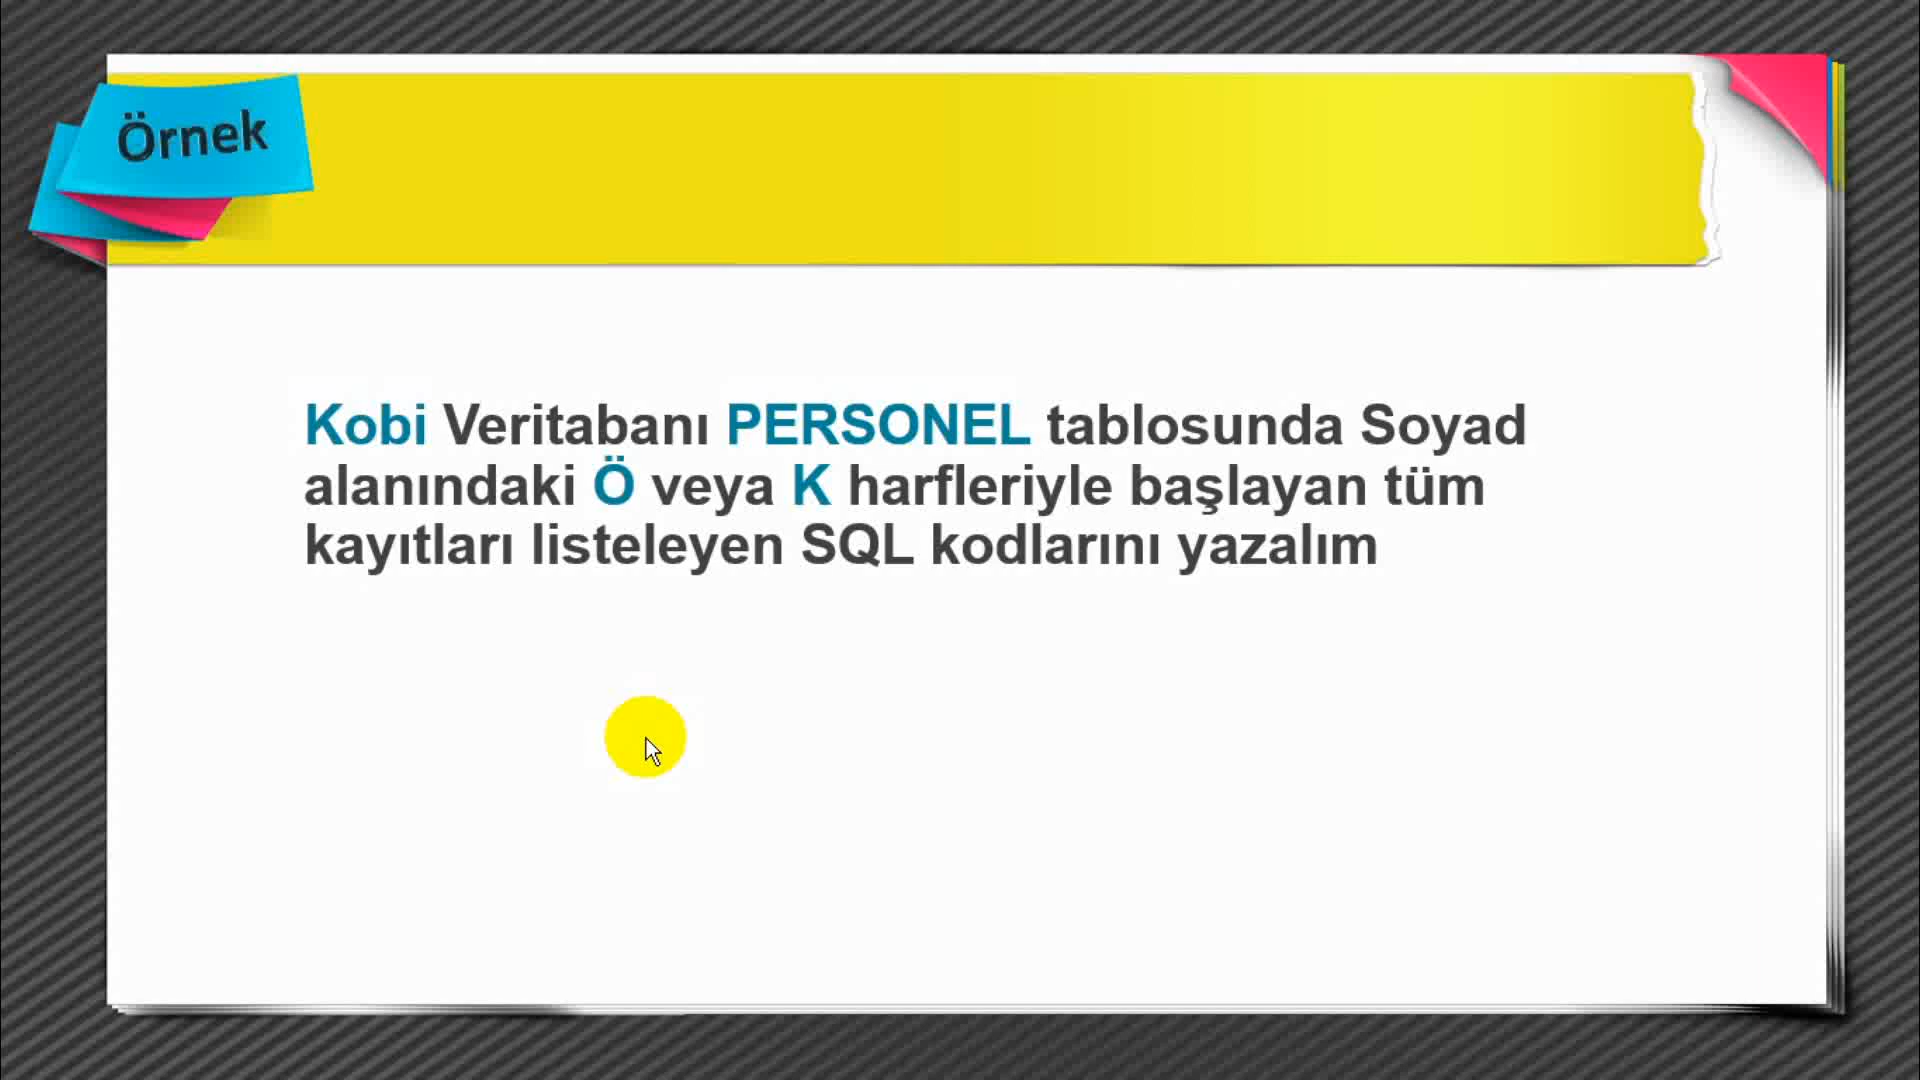 Örnek
Kobi Veritabanı PERSONEL tablosunda Soyad
alanındaki Ö veya K harfleriyle başlayan tüm
kayıtları listeleyen SQL kodlarını yazalım